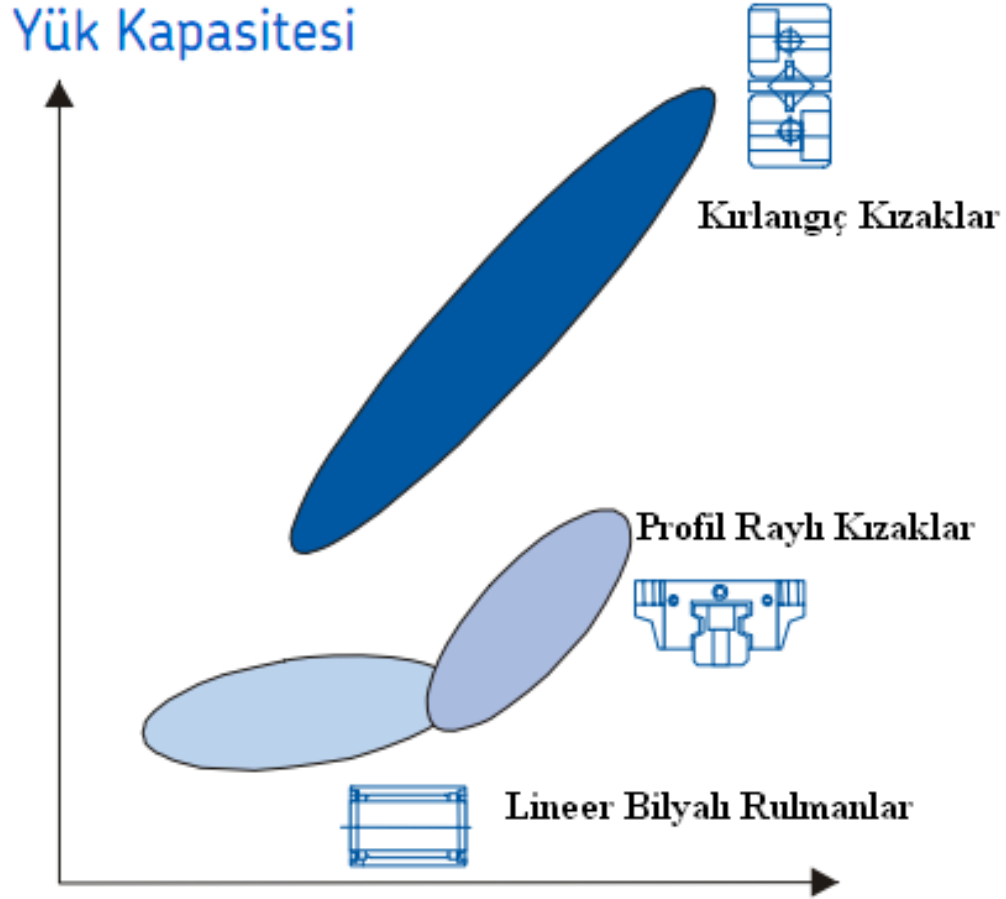 Yük Kapasitesi
Kırlangıç Kızaklar
Profil Raylı Kızaklar
Lineer Bilyalı Rulmanlar